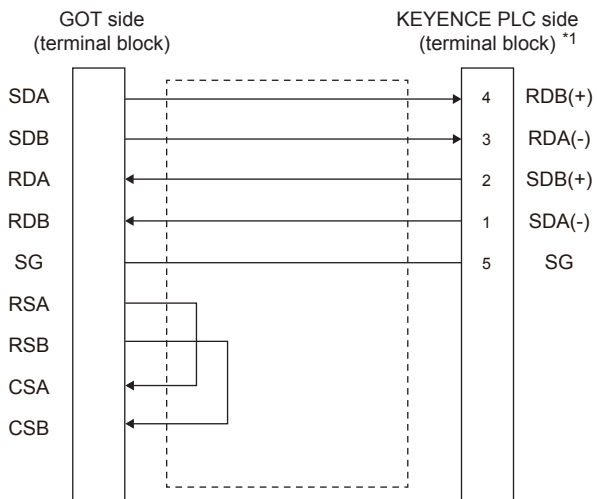 GOT side
(terminal block)
KEYENCE PLC side
(terminal block) *1
SDA 4 RDB(+)
SDB 3 RDA(-)
RDA 2 SDB(+)
RDB 1 SDA(-)
SG 5 SG
RSA
RSB
CSA
CSB